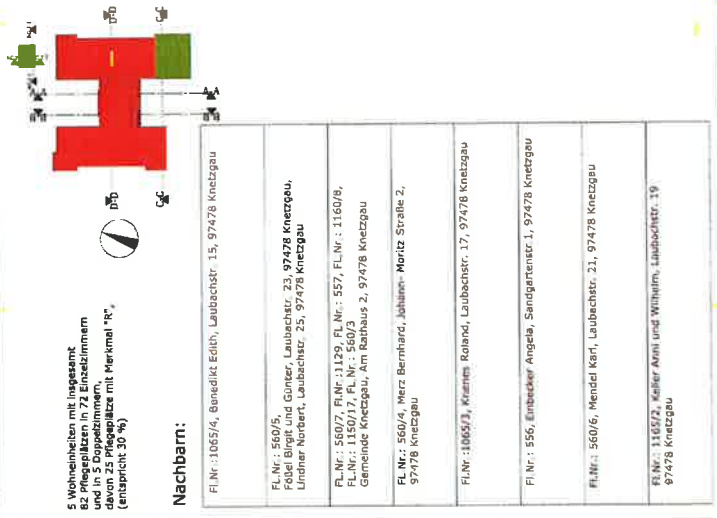 5 Wohneinheiten mit insgesamt
82 Pflegeplätzen in 72 Einzelzimmern
und in 5 Doppelzimmern,
davon 25 Pflegeplätze mit Merkmal "R",
(entspricht 30 %)
D-D
C-C
A-A
B-B
A-A
B-B
D-D
C-C
Nachbarn:
Fl.Nr.:1065/4, Benedikt Edith, Laubachstr. 15, 97478 Knetzgau
FL.Nr.: 560/5,
Fößel Birgit und Günter, Laubachstr. 23, 97478 Knetzgau,
Lindner Norbert, Laubachstr. 25, 97478 Knetzgau
FL.Nr.: 560/7, Fl.Nr.:1129, FL Nr.: 557, FL.Nr.: 1160/8,
FL.Nr.: 1150/17, FL. Nr.: 560/3
Gemeinde Knetzgau, Am Rathaus 2, 97478 Knetzgau
FL Nr.: 560/4, Merz Bernhard, Johann- Moritz Straße 2,
97478 Knetzgau
Fl.Nr :1065/3, Krienes Roland, Laubachstr. 17, 97478 Knetzgau
Fl.Nr.: 556, Einbecker Angela, Sandgartenstr 1, 97478 Knetzgau
Fl.Nr.: 560/6, Mendel Karl, Laubachstr. 21, 97478 Knetzgau
Fl.Nr.: 1165/2, Keller Anni und Wilhelm, Laubachstr. 19
97478 Knetzgau